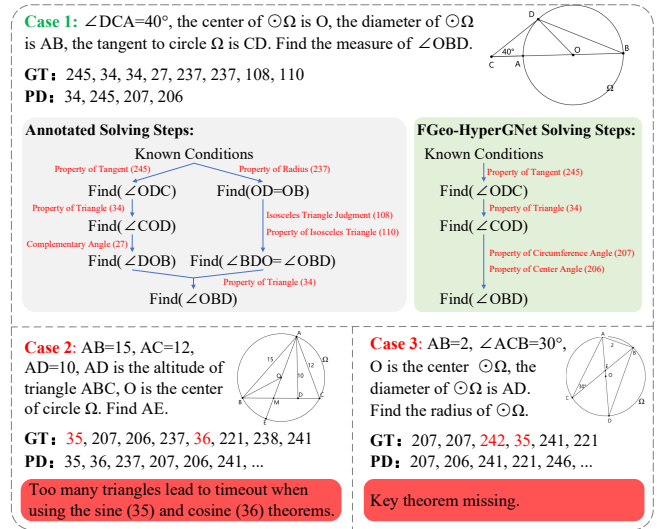 Case 1: ∠DCA=40°, the center of ⊙Ω is O, the diameter of ⊙Ω
is AB, the tangent to circle Ω is CD. Find the measure of ∠OBD.
GT：245, 34, 34, 27, 237, 237, 108, 110
PD：34, 245, 207, 206
D
40°
C
A
O
B
Ω
Annotated Solving Steps:
Known Conditions
Property of Tangent (245)
Property of Radius (237)
Find(∠ODC)
Find(OD=OB)
Property of Triangle (34)
Isosceles Triangle Judgment (108)
Find(∠COD)
Property of Isosceles Triangle (110)
Complementary Angle (27)
Find(∠DOB)
Find(∠BDO=∠OBD)
Property of Triangle (34)
Find(∠OBD)
FGeo-HyperGNet Solving Steps:
Known Conditions
Property of Tangent (245)
Find(∠ODC)
Property of Triangle (34)
Find(∠COD)
Property of Circumference Angle (207)
Property of Center Angle (206)
Find(∠OBD)
Case 2: AB=15, AC=12,
AD=10, AD is the altitude of
triangle ABC, O is the center
of circle Ω. Find AE.
A
Ω
15
12
O
10
B
M
D
C
E
GT：35, 207, 206, 237, 36, 221, 238, 241
PD：35, 36, 237, 207, 206, 241, ...
Too many triangles lead to timeout when
using the sine (35) and cosine (36) theorems.
Case 3: AB=2, ∠ACB=30°,
O is the center ⊙Ω, the
diameter of ⊙Ω is AD.
Find the radius of ⊙Ω.
A
2
B
E
O
30°
C
D
Ω
GT：207, 207, 242, 35, 241, 221
PD：207, 206, 241, 221, 246, ...
Key theorem missing.